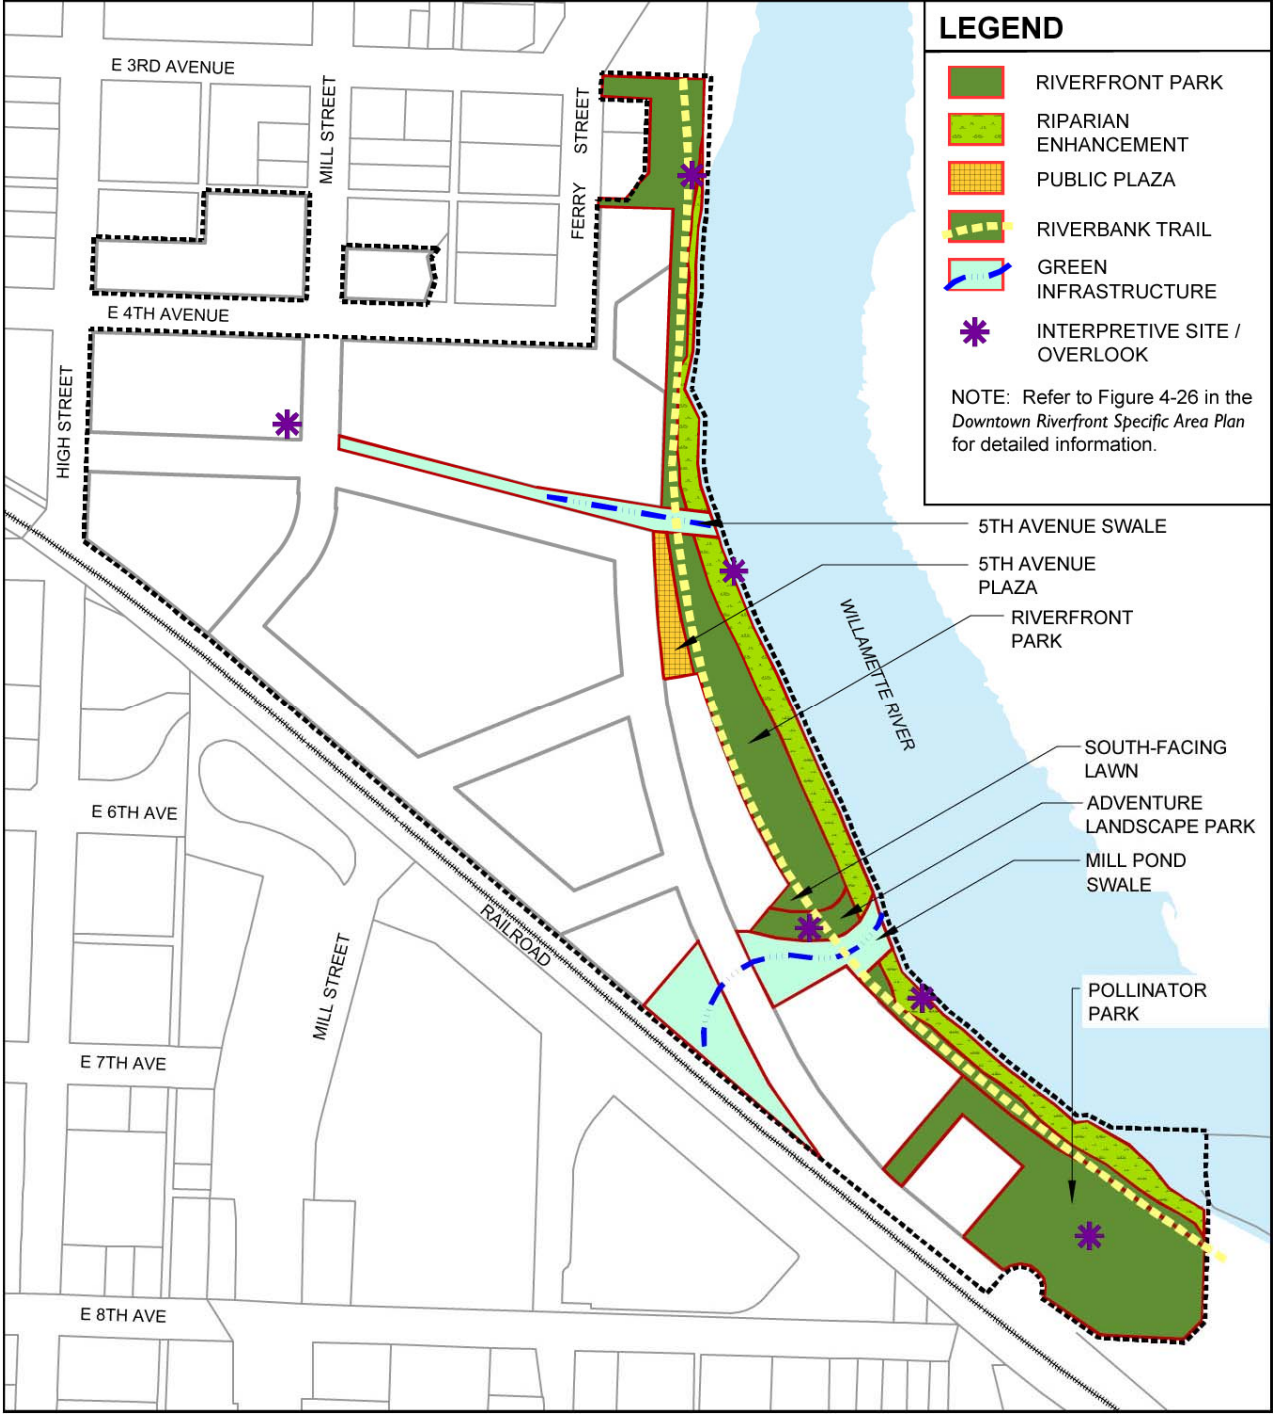 LEGEND
RIVERFRONT PARK
RIPARIAN
ENHANCEMENT
PUBLIC PLAZA
RIVERBANK TRAIL
GREEN
INFRASTRUCTURE
INTERPRETIVE SITE /
OVERLOOK
NOTE: Refer to Figure 4-26 in the
Downtown Riverfront Specific Area Plan
for detailed information.
E 3RD AVENUE
MILL STREET
FERRY STREET
E 4TH AVENUE
HIGH STREET
5TH AVENUE SWALE
5TH AVENUE
PLAZA
RIVERFRONT
PARK
WILLAMETTE RIVER
SOUTH-FACING
LAWN
ADVENTURE
LANDSCAPE PARK
MILL POND
SWALE
E 6TH AVE
RAILROAD
MILL STREET
POLLINATOR
PARK
E 7TH AVE
E 8TH AVE